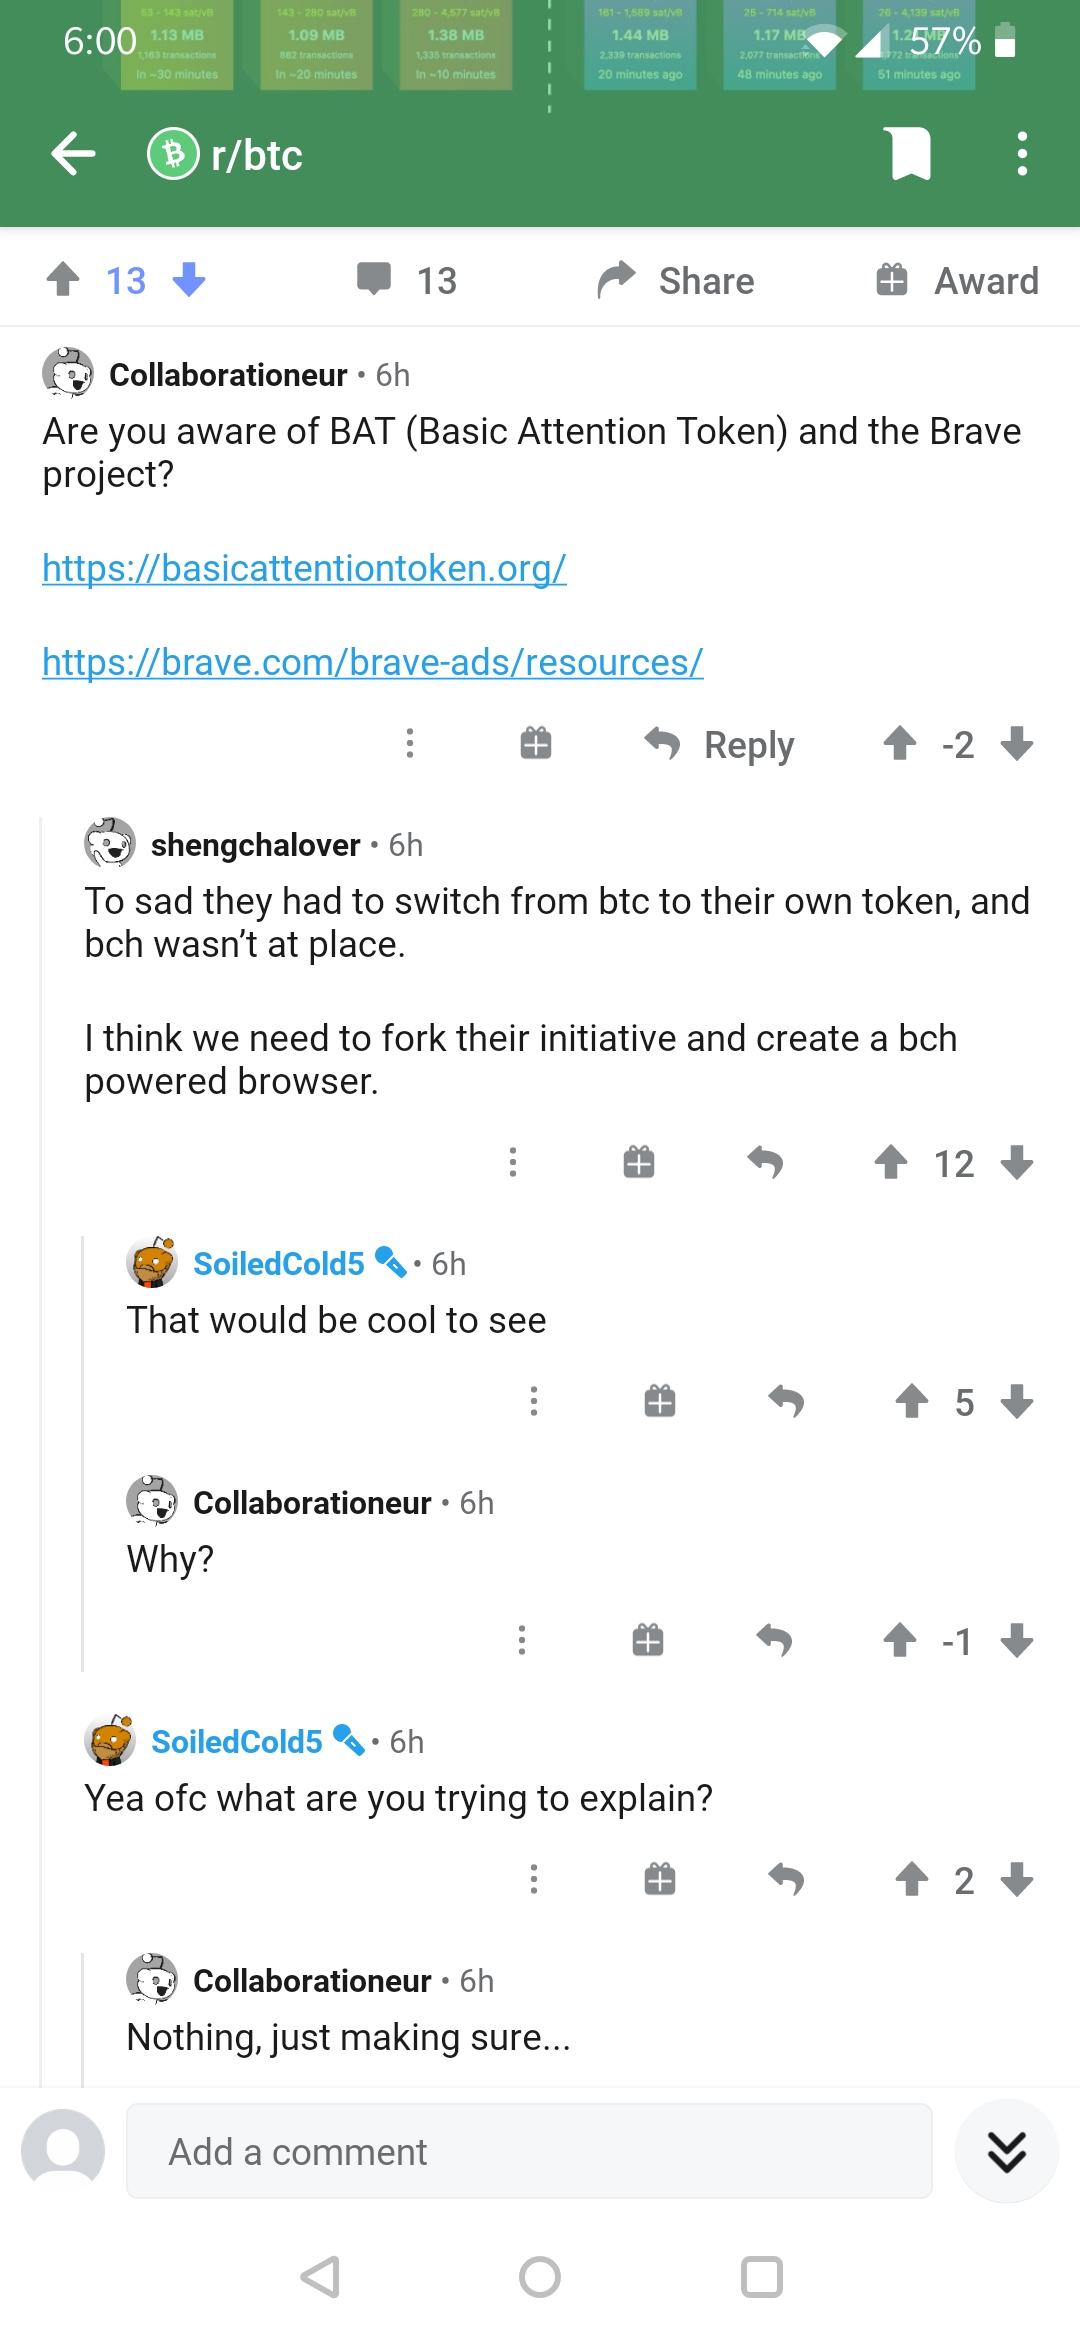 53 - 143 sat/vB 143 - 280 sat/vB 280 - 4,577 sat/vB 161 - 1,589 sat/vB 25 - 714 sat/vB 26 - 4,139 sat/vB
6:00 1.13 MB 1.09 MB 1.38 MB 1.44 MB 1.17 MB 57%
1,163 transactions 882 transactions 1,335 transactions 2,339 transactions 2,077 transactions
In ~30 minutes In ~20 minutes In ~10 minutes 20 minutes ago 48 minutes ago 51 minutes ago
r/btc
13 13 Share Award
Collaborationeur • 6h
Are you aware of BAT (Basic Attention Token) and the Brave
project?
https://basicattentiontoken.org/
https://brave.com/brave-ads/resources/
Reply -2
shengchalover • 6h
To sad they had to switch from btc to their own token, and
bch wasn’t at place.
I think we need to fork their initiative and create a bch
powered browser.
12
SoiledCold5 • 6h
That would be cool to see
5
Collaborationeur • 6h
Why?
-1
SoiledCold5 • 6h
Yea ofc what are you trying to explain?
2
Collaborationeur • 6h
Nothing, just making sure...
Add a comment